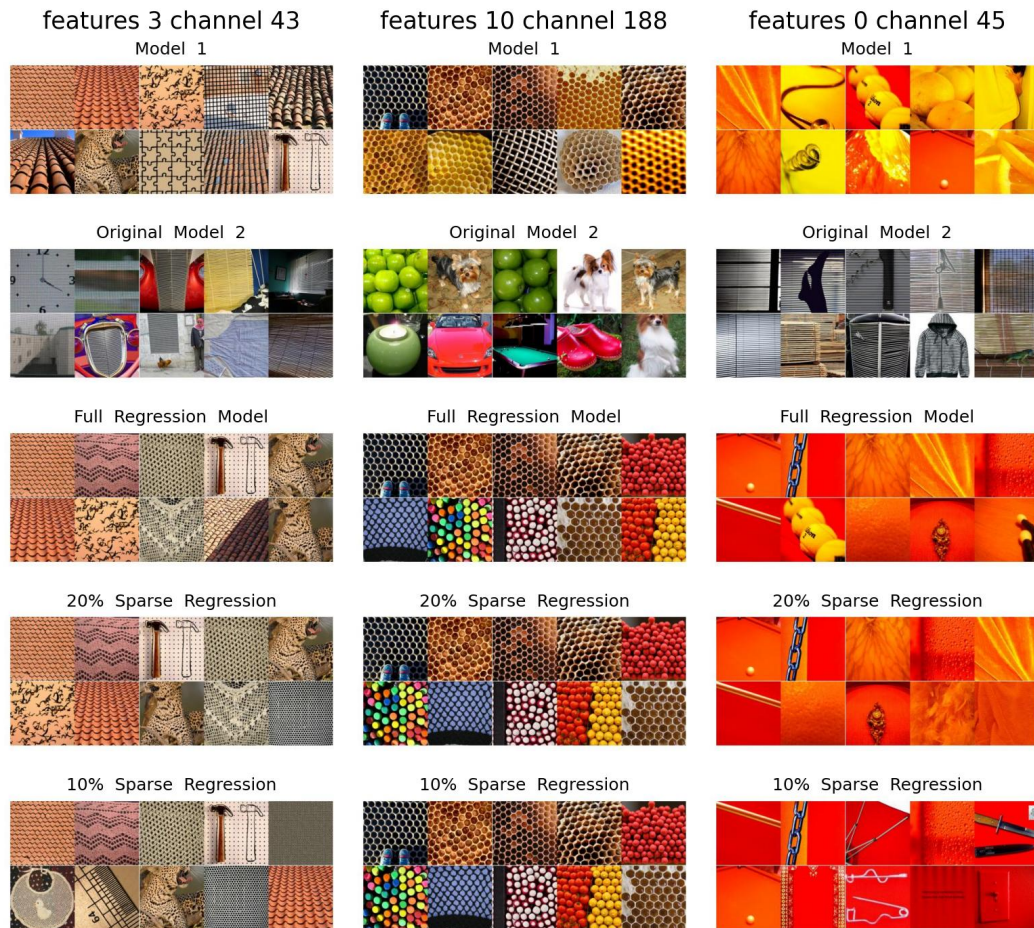 features 3 channel 43
features 10 channel 188
features 0 channel 45
Model 1
Model 1
Model 1
Original Model 2
Original Model 2
Original Model 2
Full Regression Model
Full Regression Model
Full Regression Model
20% Sparse Regression
20% Sparse Regression
20% Sparse Regression
10% Sparse Regression
10% Sparse Regression
10% Sparse Regression